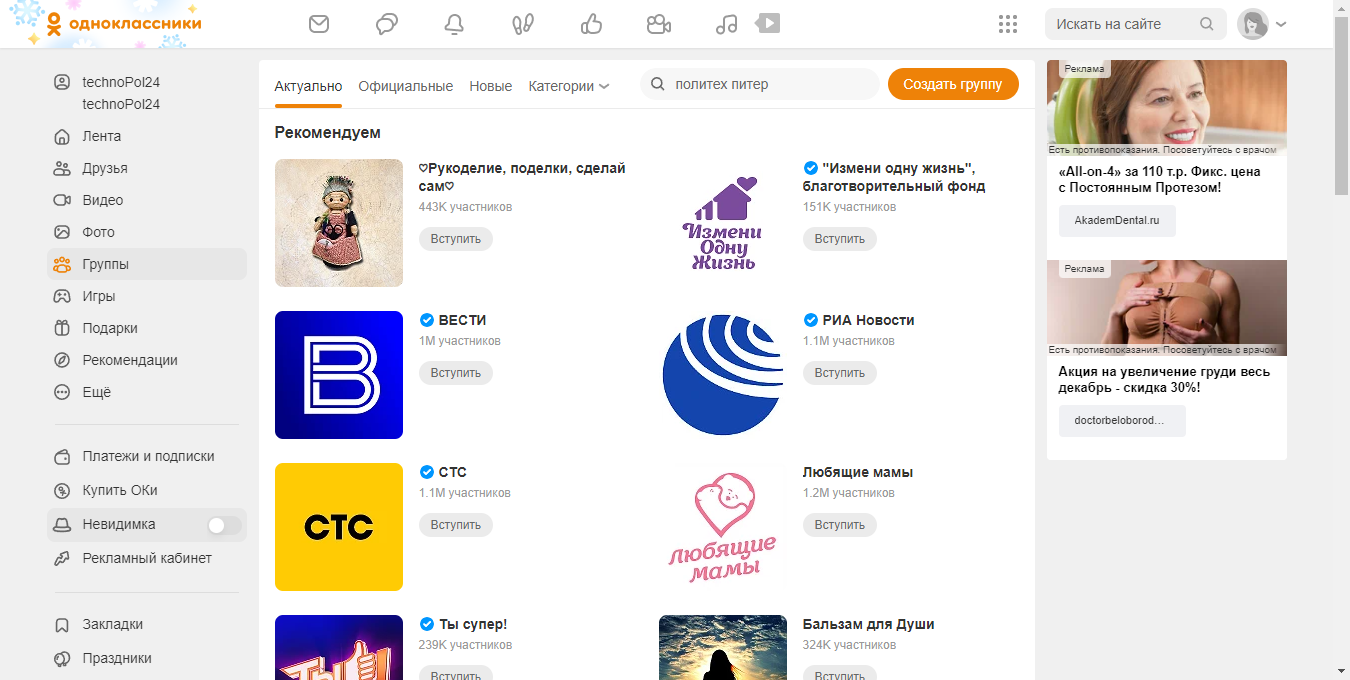 одноклассники
Искать на сайте
technoPol24
technoPol24
Лента
Друзья
Видео
Фото
Группы
Игры
Подарки
Рекомендации
Ещё
Платежи и подписки
Купить ОКи
Невидимка
Рекламный кабинет
Закладки
Праздники
Актуально
Официальные
Новые
Категории
политех питер
Создать группу
Рекомендуем
♡Рукоделие, поделки, сделай
сам♡
443K участников
Вступить
Измени
Одну
Жизнь
"Измени одну жизнь",
благотворительный фонд
151K участников
Вступить
В
ВЕСТИ
1M участников
Вступить
РИА Новости
1.1M участников
Вступить
СТС
СТС
1.1M участников
Вступить
любящие
мамы
Любящие мамы
1.2M участников
Вступить
ТЫ
Ты супер!
239K участников
Вступить
Бальзам для Души
324K участников
Вступить
Реклама
Есть противопоказания. Посоветуйтесь с врачом
«All-on-4» за 110 т.р. Фикс. цена
с Постоянным Протезом!
AkademDental.ru
Реклама
Есть противопоказания. Посоветуйтесь с врачом
Акция на увеличение груди весь
декабрь - скидка 30%!
doctorbeloborod…